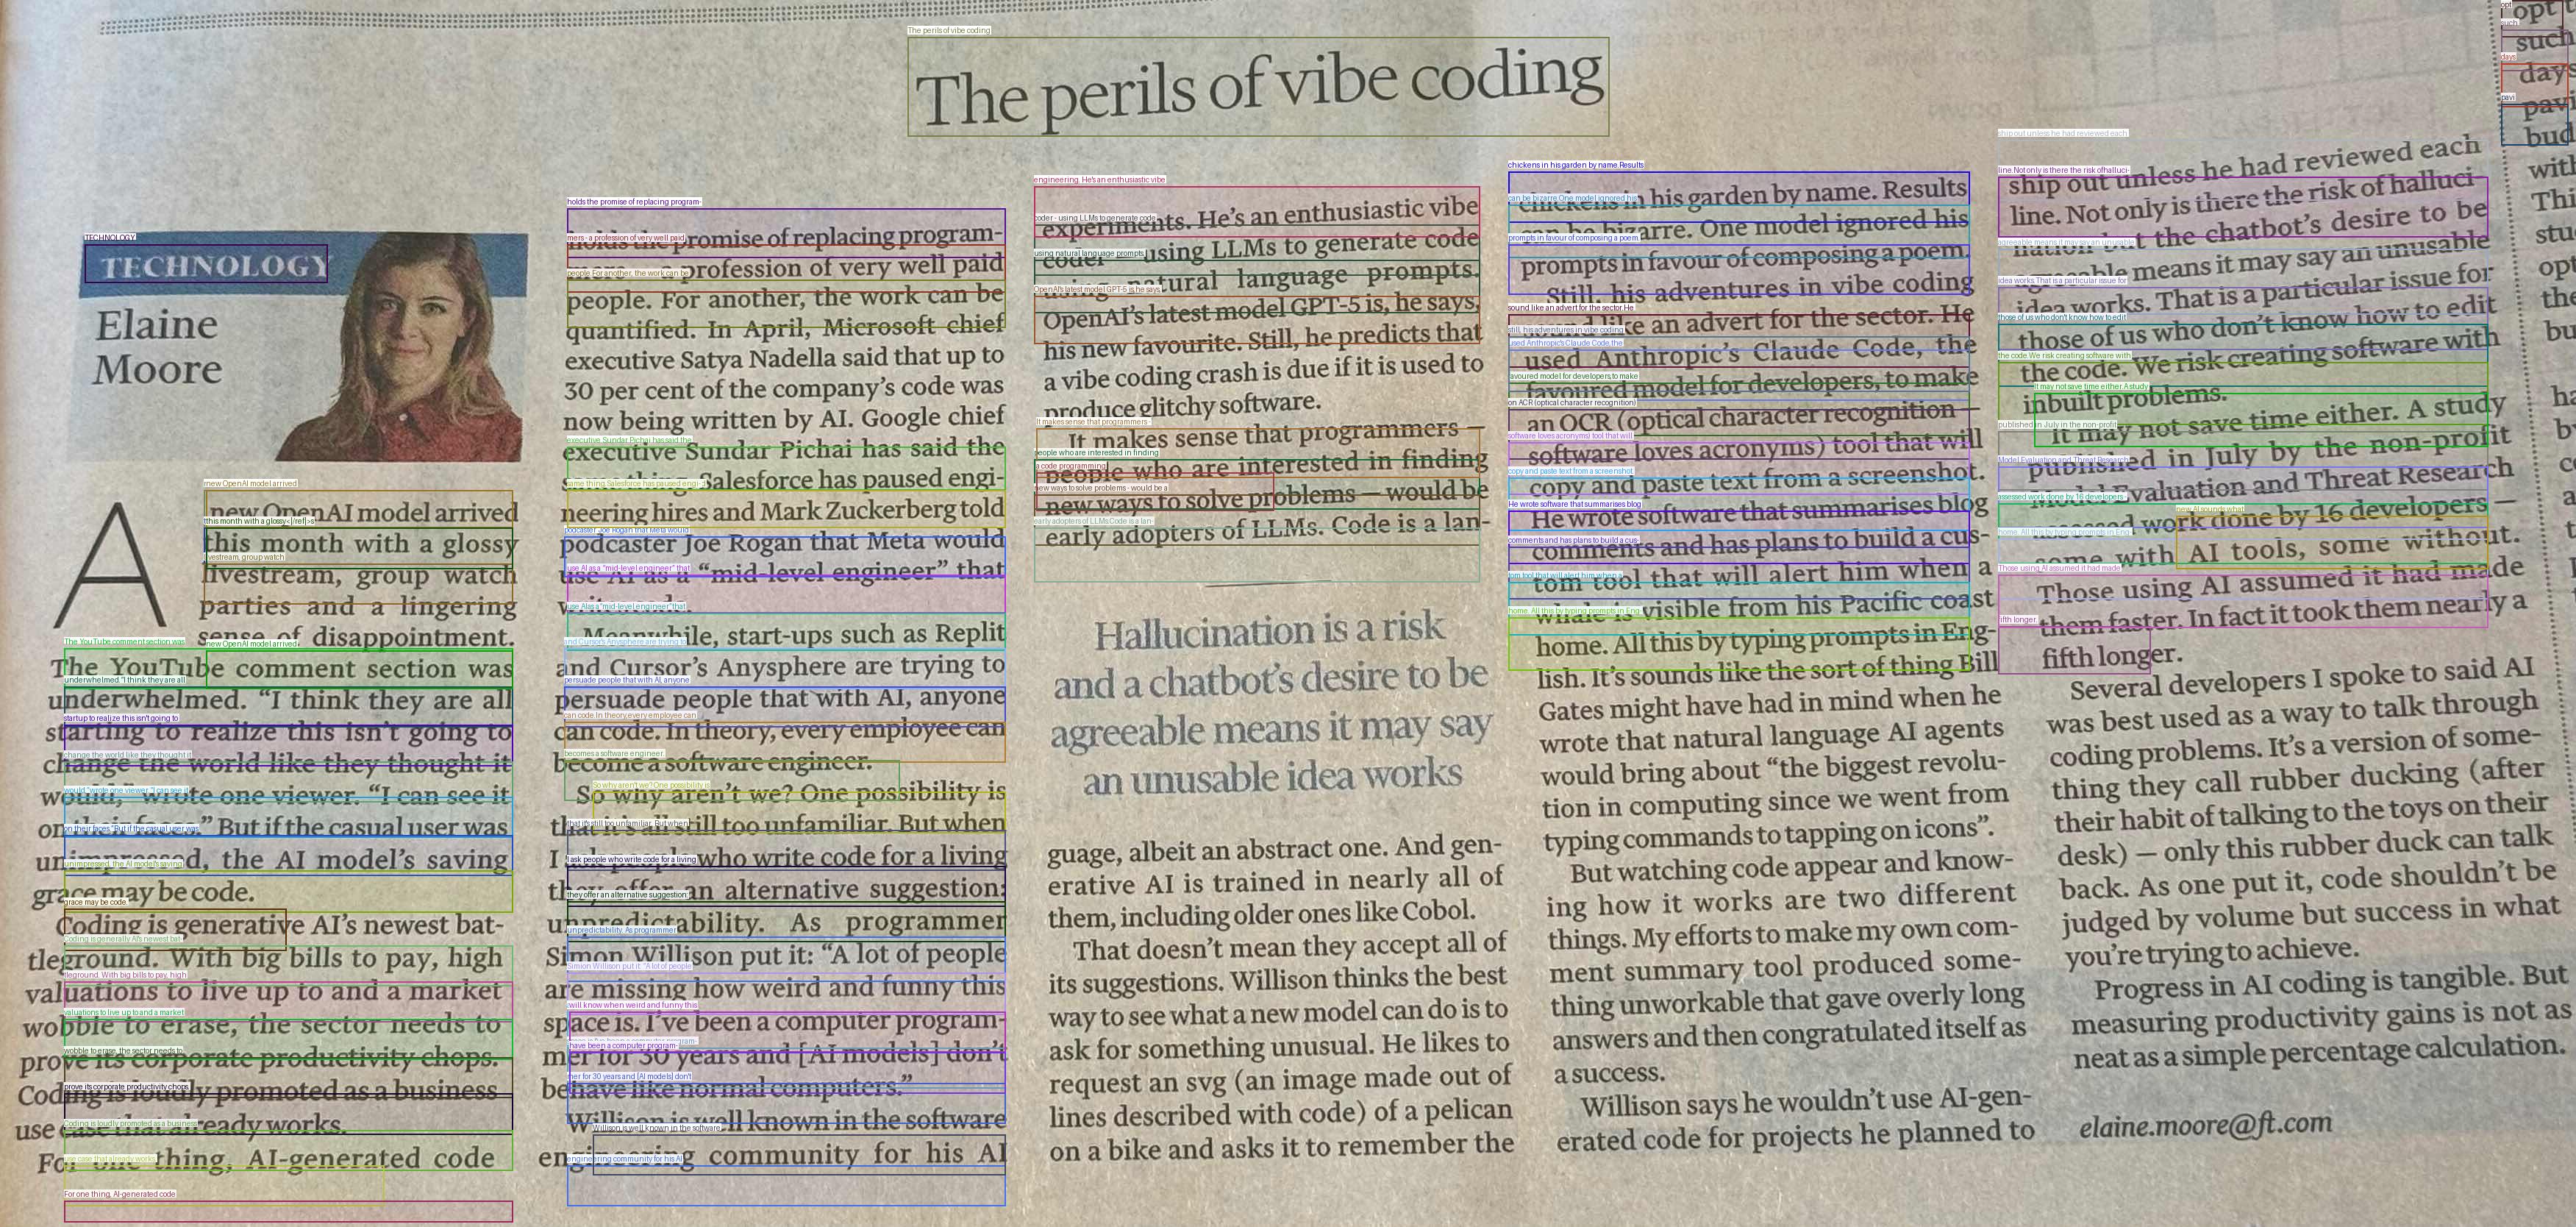 The perils of vibe coding
TECHNOLOGY
Elaine
Moore
A new OpenAI model arrived
this month with a glossy
livestream, group watch
parties and a lingering
sense of disappointment.
The YouTube comment section was
underwhelmed. “I think they are all
starting to realize this isn’t going to
change the world like they thought it
would,” wrote one viewer. “I can see it
on their faces.” But if the casual user was
unimpressed, the AI model’s saving
grace may be code.
Coding is generative AI’s newest bat-
tleground. With big bills to pay, high
valuations to live up to and a market
wobble to erase, the sector needs to
prove its corporate productivity chops.
Coding is loudly promoted as a business
use case that already works.
For one thing, AI-generated code
holds the promise of replacing program-
mers — a profession of very well paid
people. For another, the work can be
quantified. In April, Microsoft chief
executive Satya Nadella said that up to
30 per cent of the company’s code was
now being written by AI. Google chief
executive Sundar Pichai has said the
same thing. Salesforce has paused engi-
neering hires and Mark Zuckerberg told
podcaster Joe Rogan that Meta would
use AI as a “mid-level engineer” that
writes code.
Meanwhile, start-ups such as Replit
and Cursor’s Anysphere are trying to
persuade people that with AI, anyone
can code. In theory, every employee can
become a software engineer.
So why aren’t we? One possibility is
that it’s all still too unfamiliar. But when
I ask people who write code for a living
they offer an alternative suggestion:
unpredictability. As programmer
Simon Willison put it: “A lot of people
are missing how weird and funny this
space is. I’ve been a computer program-
mer for 30 years and [AI models] don’t
behave like normal computers.”
Willison is well known in the software
engineering community for his AI
experiments. He’s an enthusiastic vibe
coder — using LLMs to generate code
using natural language prompts.
OpenAI’s latest model GPT-5 is, he says,
his new favourite. Still, he predicts that
a vibe coding crash is due if it is used to
produce glitchy software.
It makes sense that programmers —
people who are interested in finding
new ways to solve problems — would be
early adopters of LLMs. Code is a lan-
Hallucination is a risk
and a chatbot’s desire to be
agreeable means it may say
an unusable idea works
guage, albeit an abstract one. And gen-
erative AI is trained in nearly all of
them, including older ones like Cobol.
That doesn’t mean they accept all of
its suggestions. Willison thinks the best
way to see what a new model can do is to
ask for something unusual. He likes to
request an svg (an image made out of
lines described with code) of a pelican
on a bike and asks it to remember the
chickens in his garden by name. Results
can be bizarre. One model ignored his
prompts in favour of composing a poem.
Still, his adventures in vibe coding
sound like an advert for the sector. He
used Anthropic’s Claude Code, the
favoured model for developers, to make
an OCR (optical character recognition —
software loves acronyms) tool that will
copy and paste text from a screenshot.
He wrote software that summarises blog
comments and has plans to build a cus-
tom tool that will alert him when a
whale is visible from his Pacific coast
home. All this by typing prompts in Eng-
lish. It’s sounds like the sort of thing Bill
Gates might have had in mind when he
wrote that natural language AI agents
would bring about “the biggest revolu-
tion in computing since we went from
typing commands to tapping on icons”.
But watching code appear and know-
ing how it works are two different
things. My efforts to make my own com-
ment summary tool produced some-
thing unworkable that gave overly long
answers and then congratulated itself as
a success.
Willison says he wouldn’t use AI-gen-
erated code for projects he planned to
ship out unless he had reviewed each
line. Not only is there the risk of halluci-
nation but the chatbot’s desire to be
agreeable means it may say an unusable
idea works. That is a particular issue for
those of us who don’t know how to edit
the code. We risk creating software with
inbuilt problems.
It may not save time either. A study
published in July by the non-profit
Model Evaluation and Threat Research
assessed work done by 16 developers
some with AI tools, some without.
Those using AI assumed it had made
them faster. In fact it took them nearly a
fifth longer.
Several developers I spoke to said AI
was best used as a way to talk through
coding problems. It’s a version of some-
thing they call rubber ducking (after
their habit of talking to the toys on their
desk) — only this rubber duck can talk
back. As one put it, code shouldn’t be
judged by volume but success in what
you’re trying to achieve.
Progress in AI coding is tangible. But
measuring productivity gains is not as
neat as a simple percentage calculation.
elaine.moore@ft.com